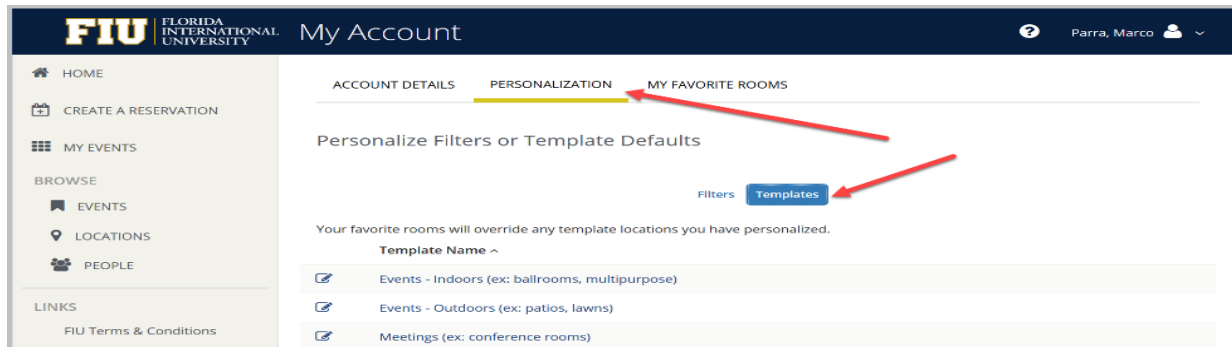 FIU FLORIDA
INTERNATIONAL
UNIVERSITY
My Account
?
Parra, Marco
HOME
CREATE A RESERVATION
MY EVENTS
BROWSE
EVENTS
LOCATIONS
PEOPLE
LINKS
FIU Terms & Conditions
ACCOUNT DETAILS PERSONALIZATION MY FAVORITE ROOMS
Personalize Filters or Template Defaults
Filters Templates
Your favorite rooms will override any template locations you have personalized.
Template Name
Events - Indoors (ex: ballrooms, multipurpose)
Events - Outdoors (ex: patios, lawns)
Meetings (ex: conference rooms)